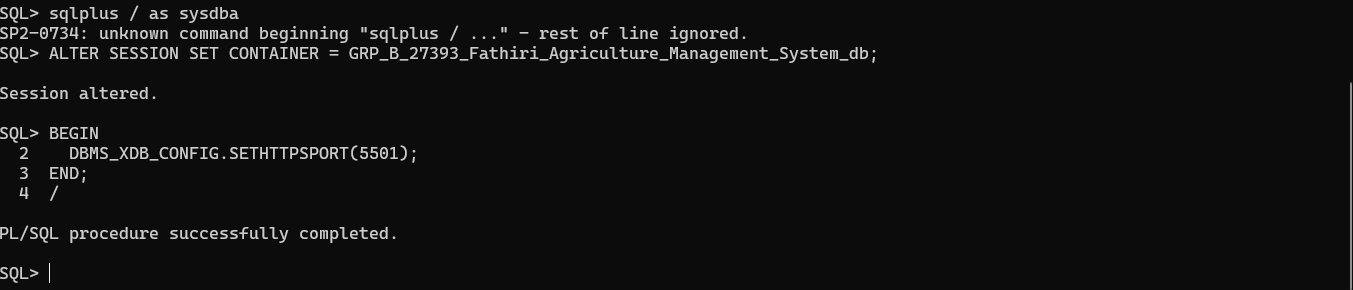 SQL> sqlplus / as sysdba
SP2-0734: unknown command beginning "sqlplus / ..." - rest of line ignored.
SQL> ALTER SESSION SET CONTAINER = GRP_B_27393_Fathiri_Agriculture_Management_System_db;
Session altered.
SQL> BEGIN
  2    DBMS_XDB_CONFIG.SETHTTPSPORT(5501);
  3  END;
  4  /
PL/SQL procedure successfully completed.
SQL>